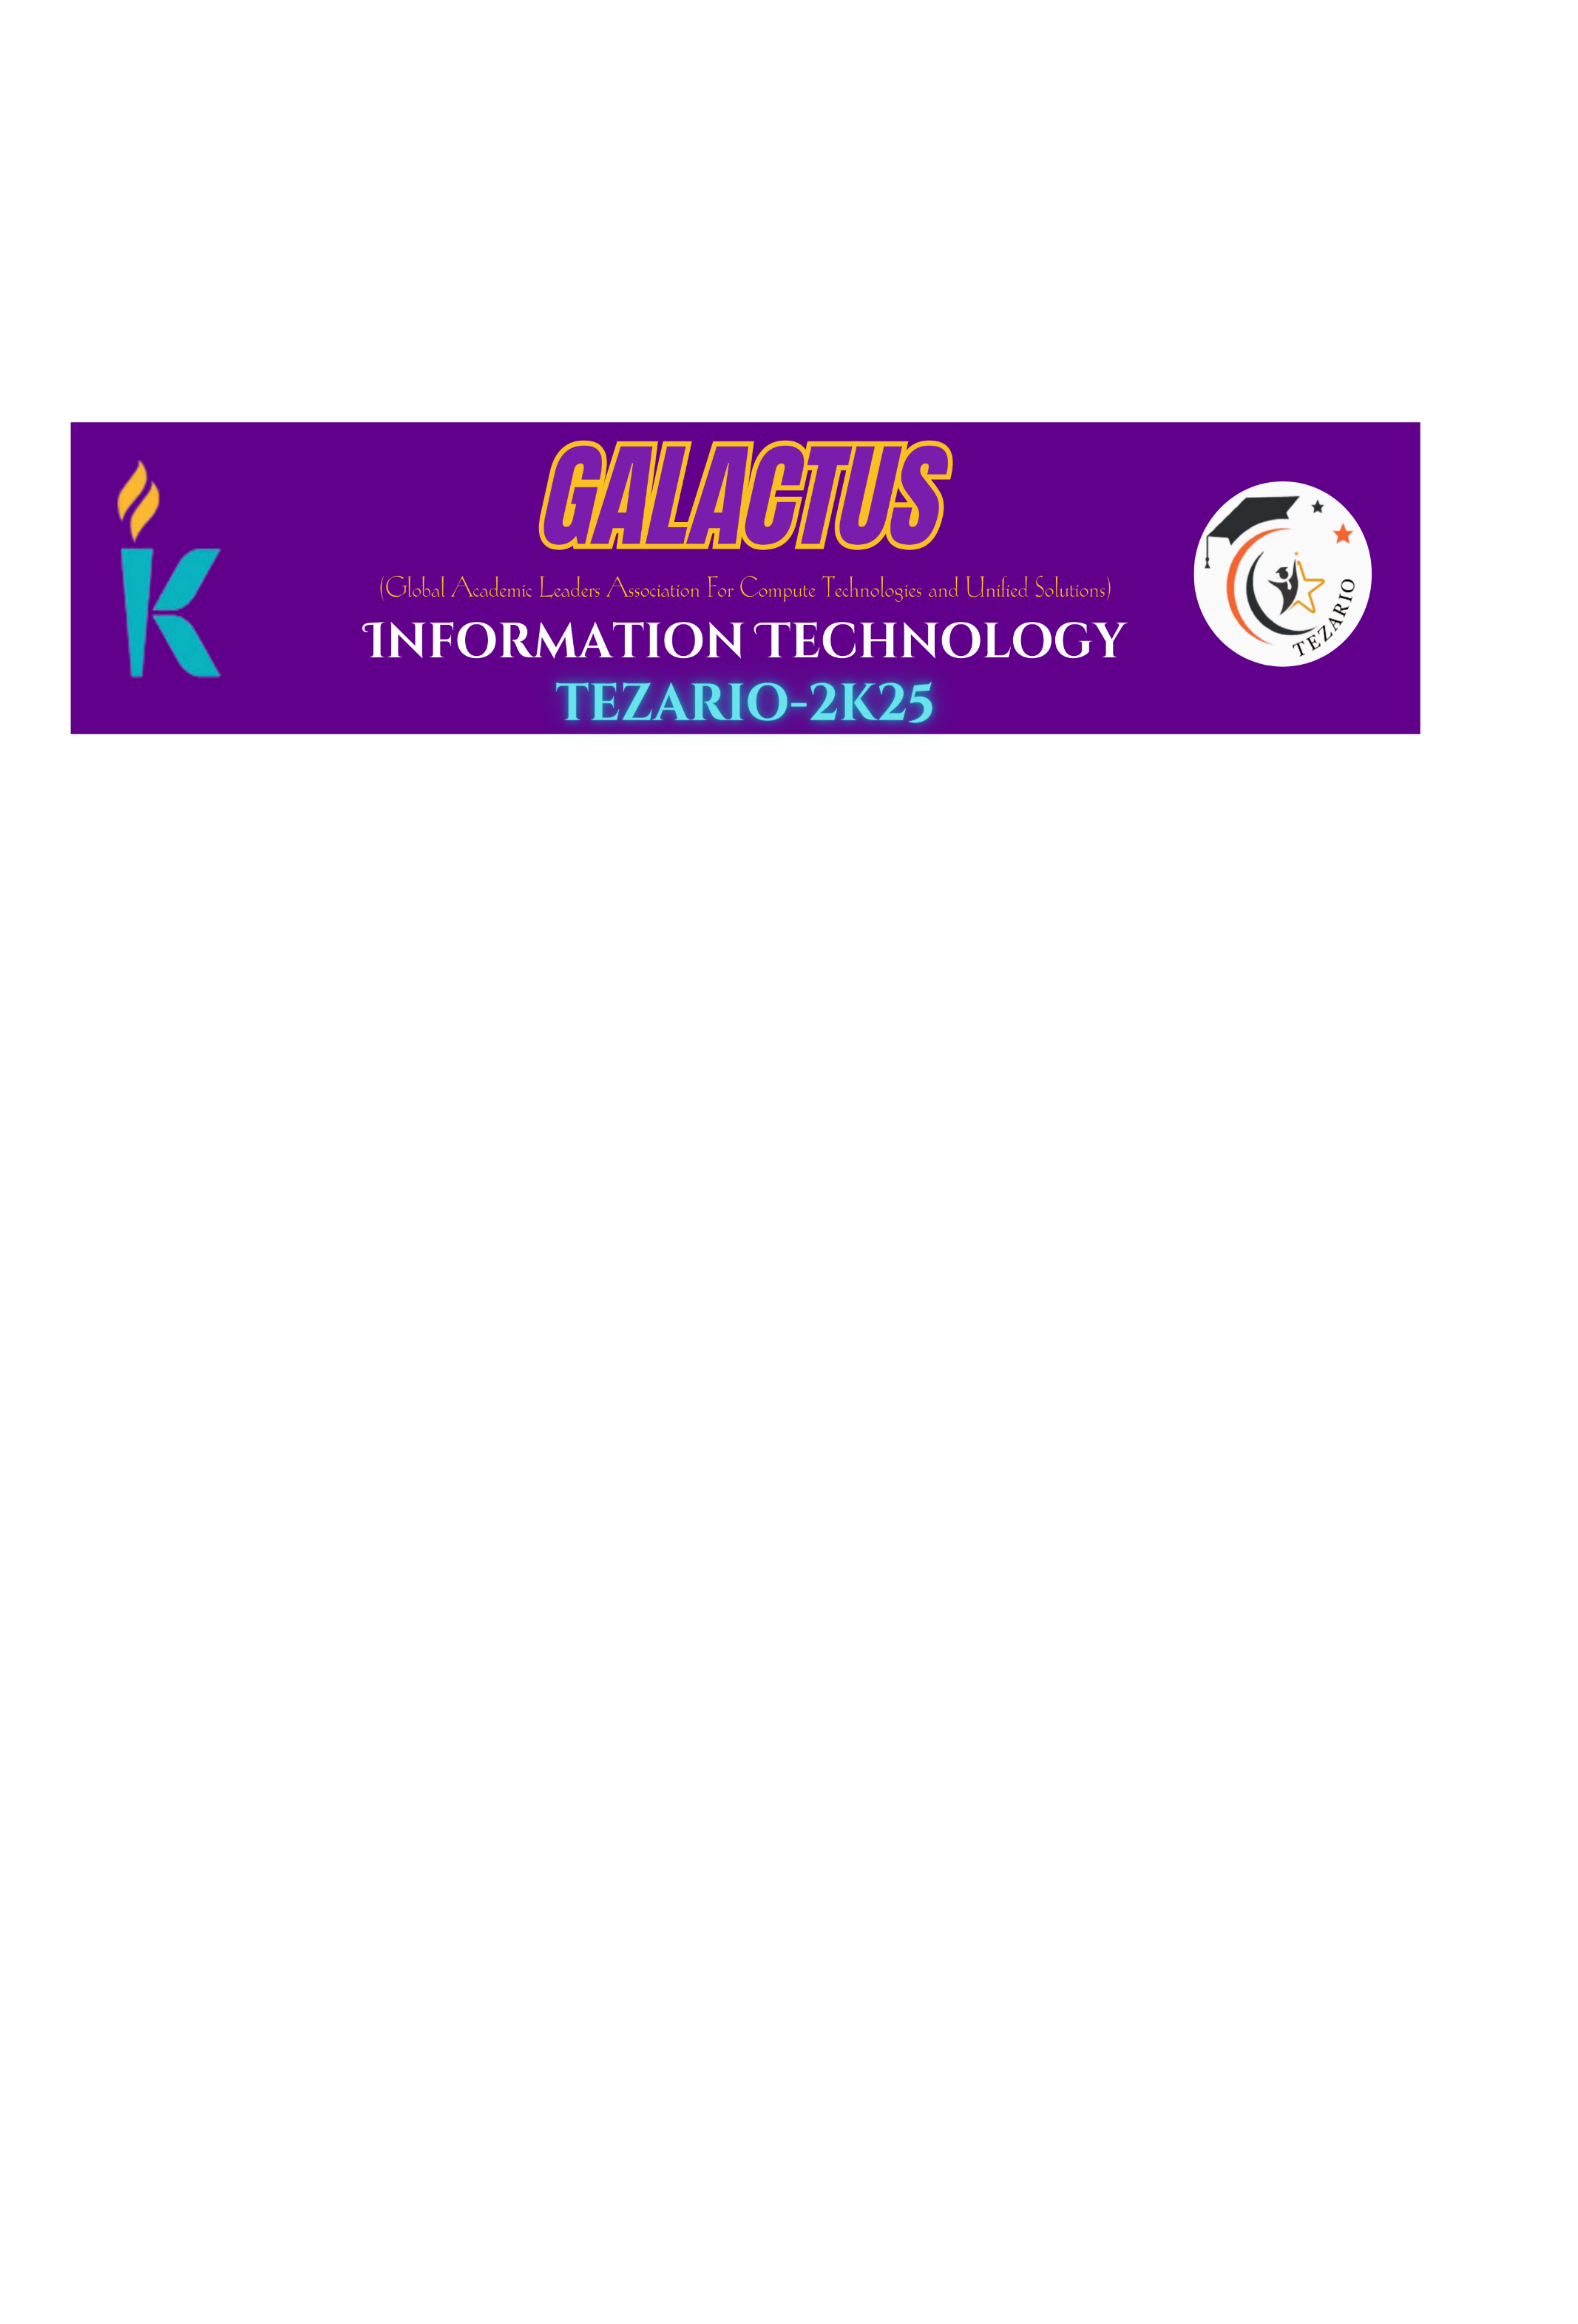 GALACTUS
(Global Academic Leaders Association For Compute Technologies and Unified Solutions)
INFORMATION TECHNOLOGY
TEZARIO-2K25
K
TEZARIO